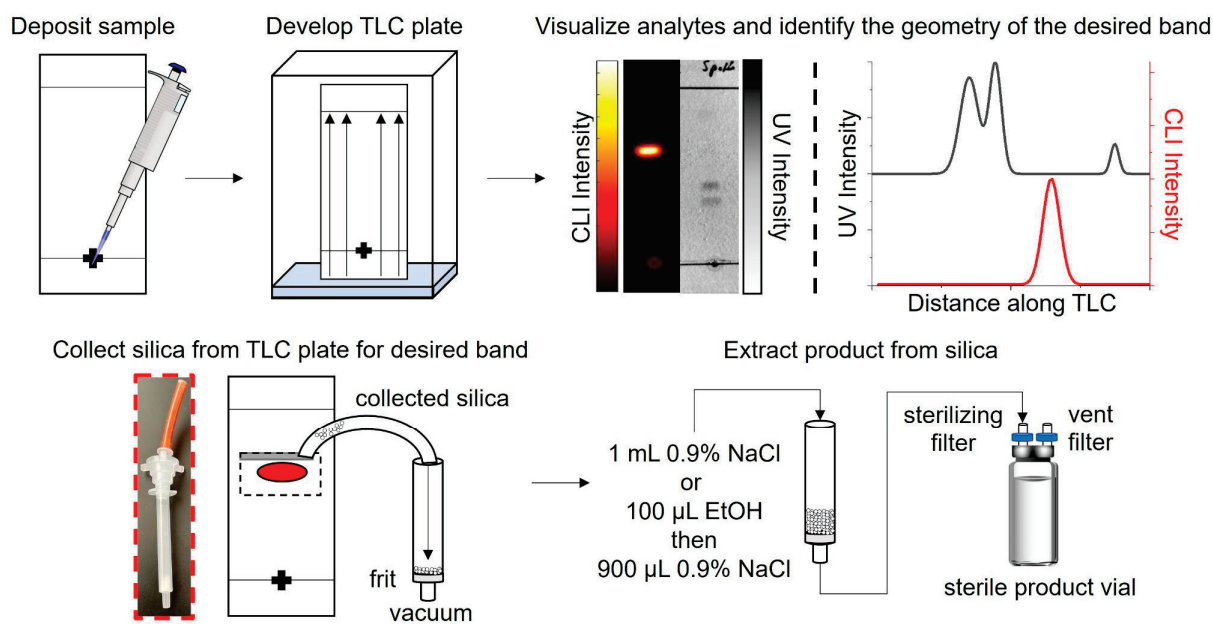 Deposit sample
Develop TLC plate
Visualize analytes and identify the geometry of the desired band
CLI Intensity
UV Intensity
UV Intensity
CLI Intensity
Distance along TLC
Collect silica from TLC plate for desired band
collected silica
frit
vacuum
Extract product from silica
1 mL 0.9% NaCl
or
100 µL EtOH
then
900 µL 0.9% NaCl
sterilizing
filter
vent
filter
sterile product vial